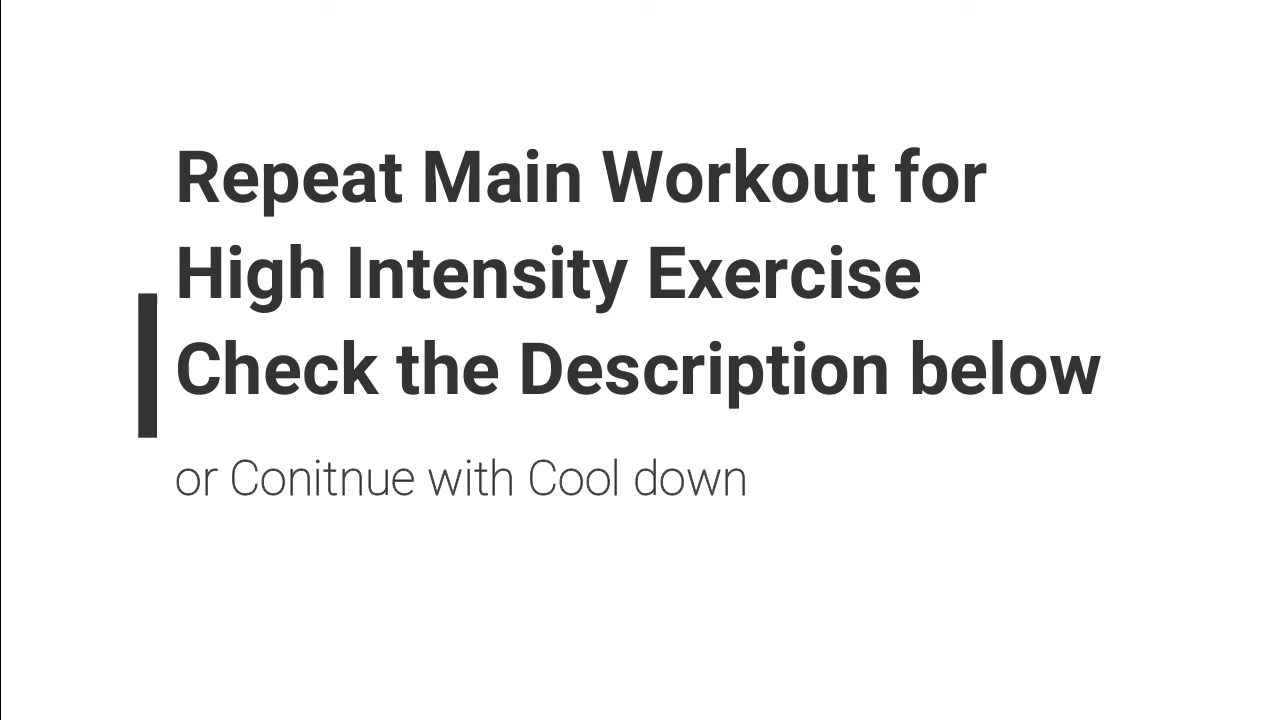 Repeat Main Workout for
High Intensity Exercise
Check the Description below
or Conitnue with Cool down